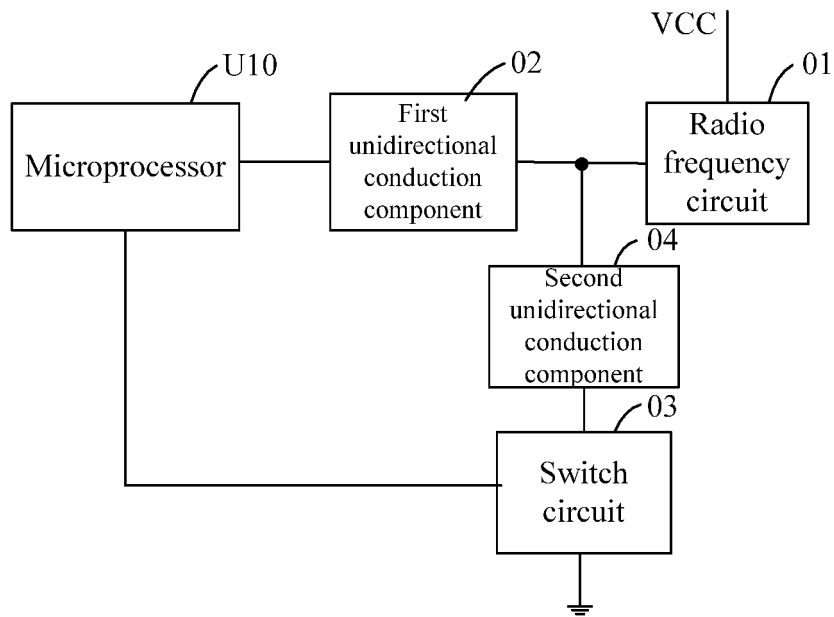 VCC
U10
02
01
Microprocessor
First
unidirectional
conduction
component
Radio
frequency
circuit
04
Second
unidirectional
conduction
component
03
Switch
circuit